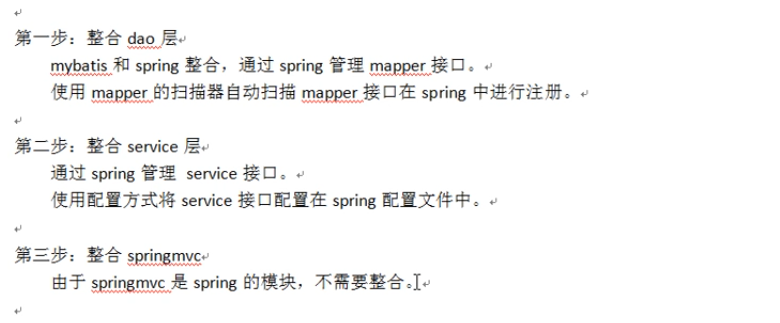 第一步：整合 dao 层
mybatis 和 spring 整合，通过 spring 管理 mapper 接口。
使用 mapper 的扫描器自动扫描 mapper 接口在 spring 中进行注册。
第二步：整合 service 层
通过 spring 管理 service 接口。
使用配置方式将 service 接口配置在 spring 配置文件中。
第三步：整合 springmvc
由于 springmvc 是 spring 的模块，不需要整合。